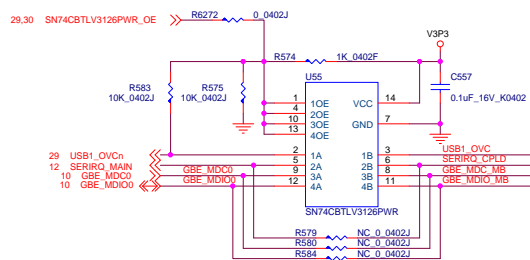 R6272 0_0402J
29,30 SN74CBTLV3126PWR_OE
V3P3
R574 1K_0402F
U55
R583 10K_0402J
R575 10K_0402J
C557
0.1uF_16V_K0402
1 1OE VCC 14
4 2OE
10 3OE GND 7
13 4OE
29 USB1_OVCn 2 1A 1B 3 USB1_OVC
12 SERIRQ_MAIN 5 2A 2B 6 SERIRQ_CPLD
10 GBE_MDC0 9 3A 3B 8 GBE_MDC_MB
10 GBE_MDIO0 12 4A 4B 11 GBE_MDIO_MB
SN74CBTLV3126PWR
R579 NC_0_0402J
R580 NC_0_0402J
R584 NC_0_0402J